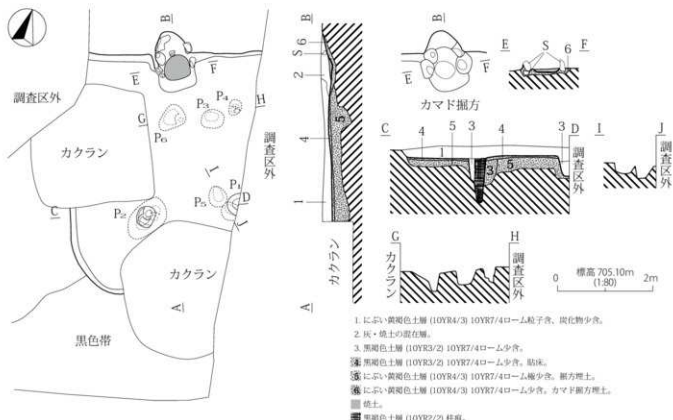 B
E
F
調査区外
G
H
P3
P4
P6
カクラン
調査区外
I
P1
D
P5
I
C
P2
カクラン
A
黒色帯
B
6
S
2
4
5
1
カクラン
A
E
F
カマド掘方
E
S
6
F
C
4
5
3
4
3
D
1
3
5
調査区外
I
J
G
H
カクラン
調査区外
標高 705.10m
0
(1:80)
2m
1. にぶい黄褐色土層 (10YR4/3) 10YR7/4ローム粒子含、炭化物少含。
2. 灰・焼土の混在層。
3. 黒褐色土層 (10YR3/2) 10YR7/4ローム少含。
4 黒褐色土層 (10YR3/2) 10YR7/4ローム少含、貼床。
5 にぶい黄褐色土層 (10YR4/3) 10YR7/4ローム極少含、掘方埋土。
6 にぶい黄褐色土層 (10YR4/3) 10YR7/4ローム少含、カマド掘方埋土。
焼土。
黒褐色土層 (10YR2/2) 柱痕。